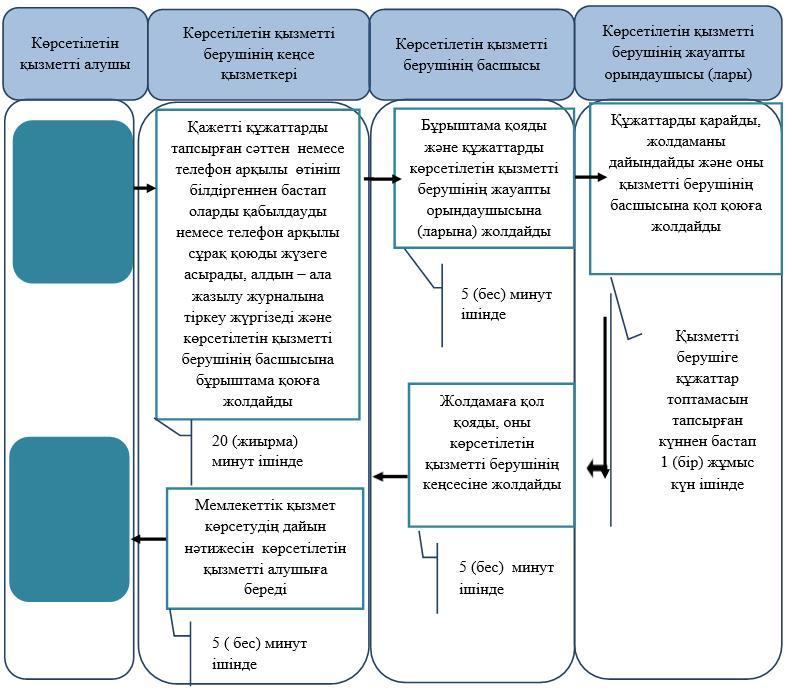 Көрсетілетін
қызметті алушы
Көрсетілетін қызметті
берушінің кеңсе
қызметкері
Көрсетілетін қызметті
берушінің басшысы
Көрсетілетін қызметті
берушінің жауапты
орындаушысы (лары)
Қажетті құжаттарды
тапсырған сәттен немесе
телефон арқылы өтініш
білдіргеннен бастап
оларды қабылдауды
немесе телефон арқылы
сұрақ қоюды жүзеге
асырады, алдын – ала
жазылу журналына
тіркеу жүргізеді және
көрсетілетін қызметті
берушінің басшысына
бұрыштама қоюға
жолдайды
20 (жиырма)
минут ішінде
Бұрыштама қояды
және құжаттарды
көрсетілетін қызметті
берушінің жауапты
орындаушысына
(ларына) жолдайды
5 (бес) минут
ішінде
Құжаттарды қарайды,
жолдаманы
дайындайды және оны
қызметті берушінің
басшысына қол қоюға
жолдайды
Қызметті
берушіге
құжаттар
топтамасын
тапсырған
күннен бастап
1 (бір) жұмыс
күн ішінде
Жолдамаға қол
қояды, оны
көрсетілетін
қызметті берушінің
кеңсесіне жолдайды
5 (бес) минут
ішінде
Мемлекеттік қызмет
көрсетудің дайын
нәтижесін көрсетілетін
қызметті алушыға
береді
5 ( бес) минут
ішінде